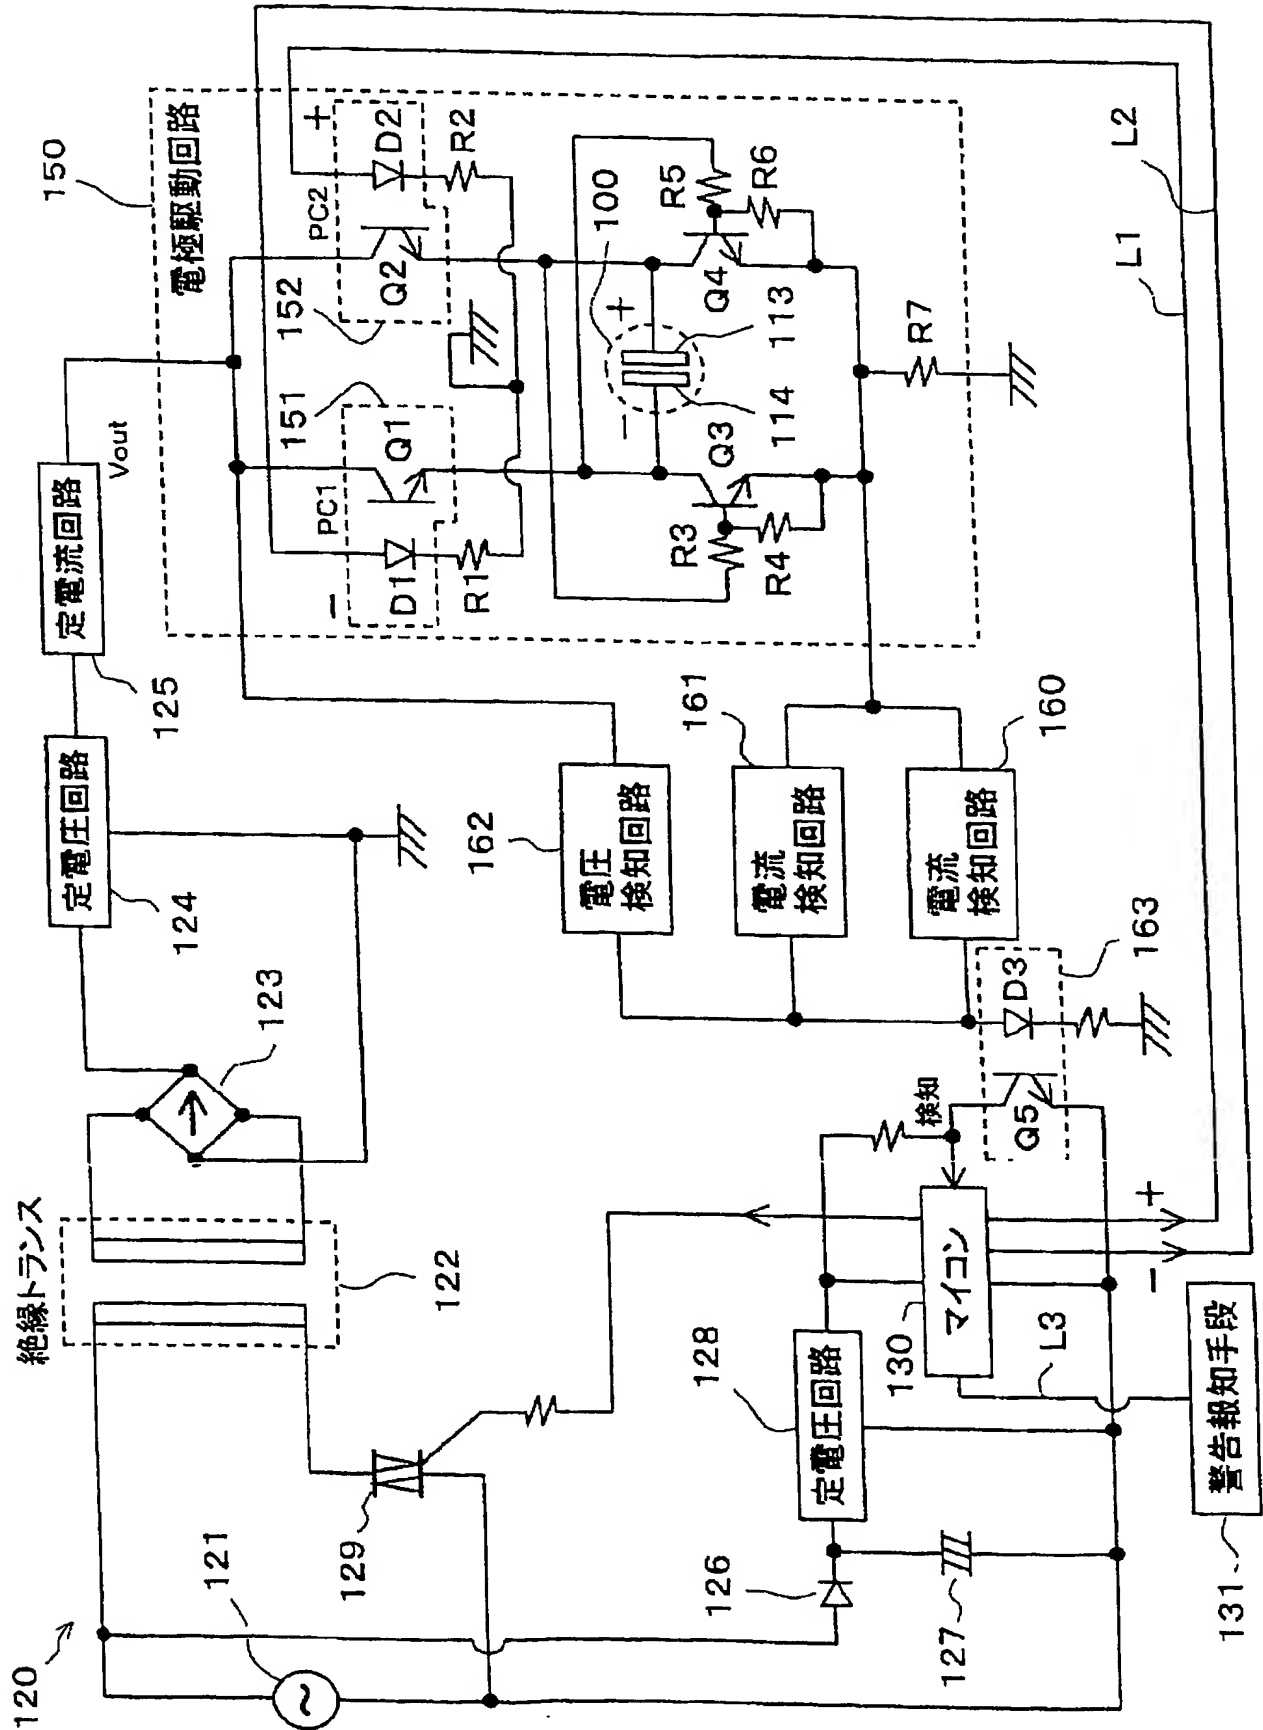 120
121
絶縁トランス
122
123
129
124
定電圧回路
125
定電流回路
Vout
150
電極駆動回路
151
152
PC1
PC2
−
+
D1
Q1
Q2
D2
R1
R2
100
−
+
114
113
R3
R4
Q3
Q4
R5
R6
R7
162
電圧
検知回路
161
電流
検知回路
160
電流
検知回路
163
D3
Q5
検知
126
127
128
定電圧回路
130
マイコン
−
+
L3
L1
L2
131
警告報知手段